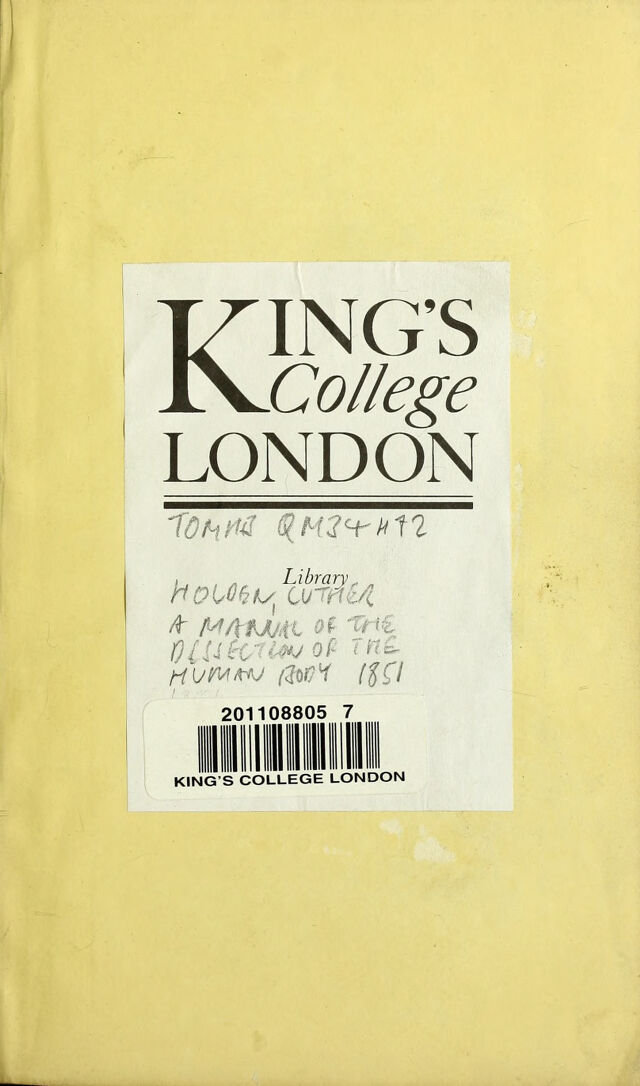 KING'S
College
LONDON
TOMHS QM34 H72
Library
HOLDEN, LUTHER
A MANUAL OF THE
DISSECTION OF THE
HUMAN BODY 1851
201108805 7
KING'S COLLEGE LONDON